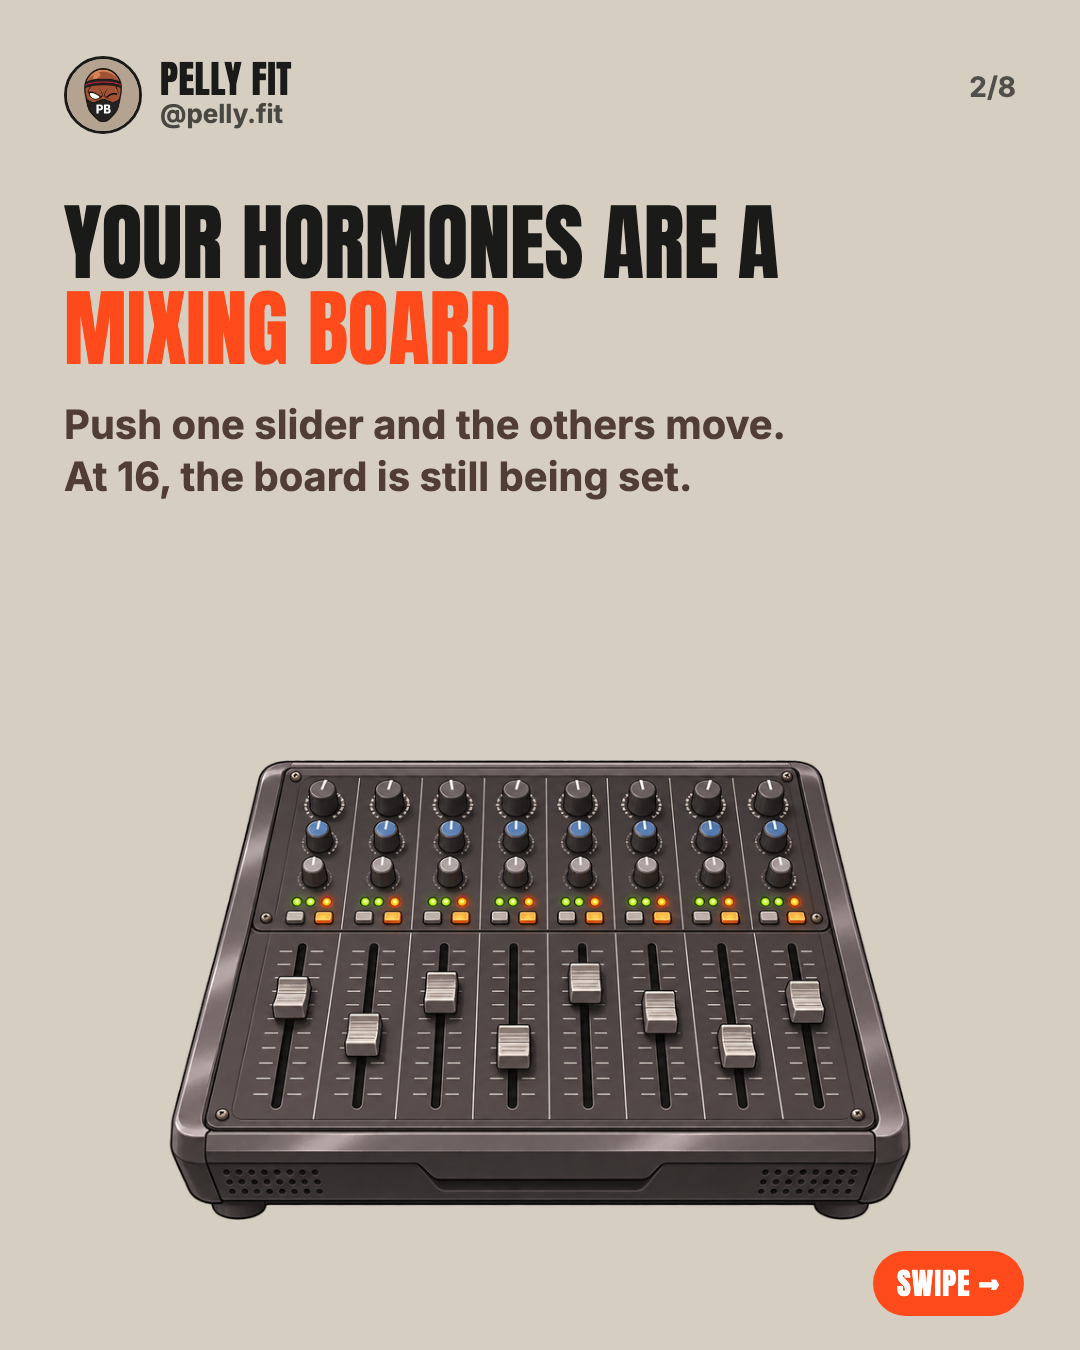 PELLY FIT
@pelly.fit
2/8
PB
YOUR HORMONES ARE A
MIXING BOARD
Push one slider and the others move.
At 16, the board is still being set.
SWIPE →